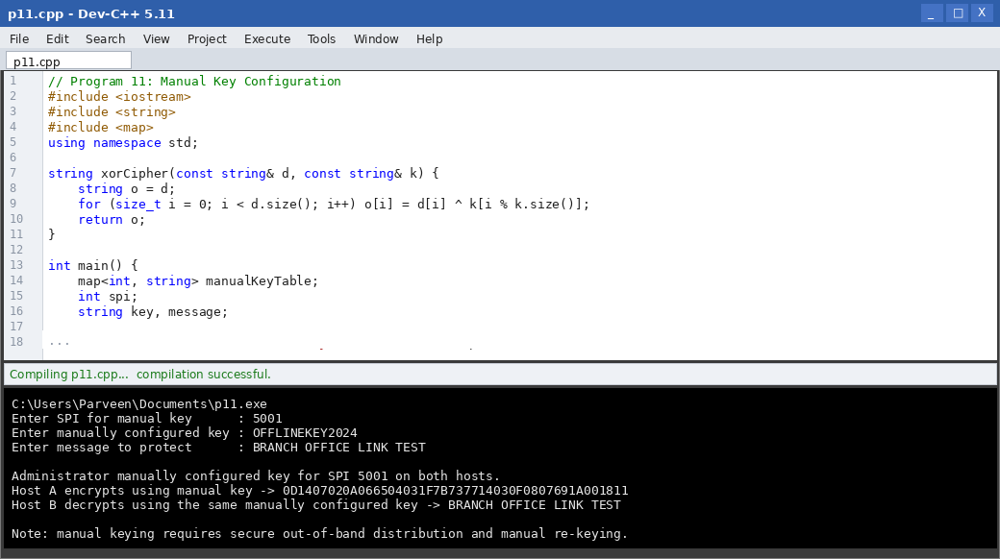 p11.cpp - Dev-C++ 5.11
_ □ X
File Edit Search View Project Execute Tools Window Help
p11.cpp
1 // Program 11: Manual Key Configuration
2 #include <iostream>
3 #include <string>
4 #include <map>
5 using namespace std;
6
7 string xorCipher(const string& d, const string& k) {
8     string o = d;
9     for (size_t i = 0; i < d.size(); i++) o[i] = d[i] ^ k[i % k.size()];
10     return o;
11 }
12
13 int main() {
14     map<int, string> manualKeyTable;
15     int spi;
16     string key, message;
17
18 ...
Compiling p11.cpp...  compilation successful.
C:\Users\Parveen\Documents\p11.exe
Enter SPI for manual key      : 5001
Enter manually configured key : OFFLINEKEY2024
Enter message to protect      : BRANCH OFFICE LINK TEST

Administrator manually configured key for SPI 5001 on both hosts.
Host A encrypts using manual key -> 0D1407020A066504031F7B737714030F0807691A001811
Host B decrypts using the same manually configured key -> BRANCH OFFICE LINK TEST

Note: manual keying requires secure out-of-band distribution and manual re-keying.